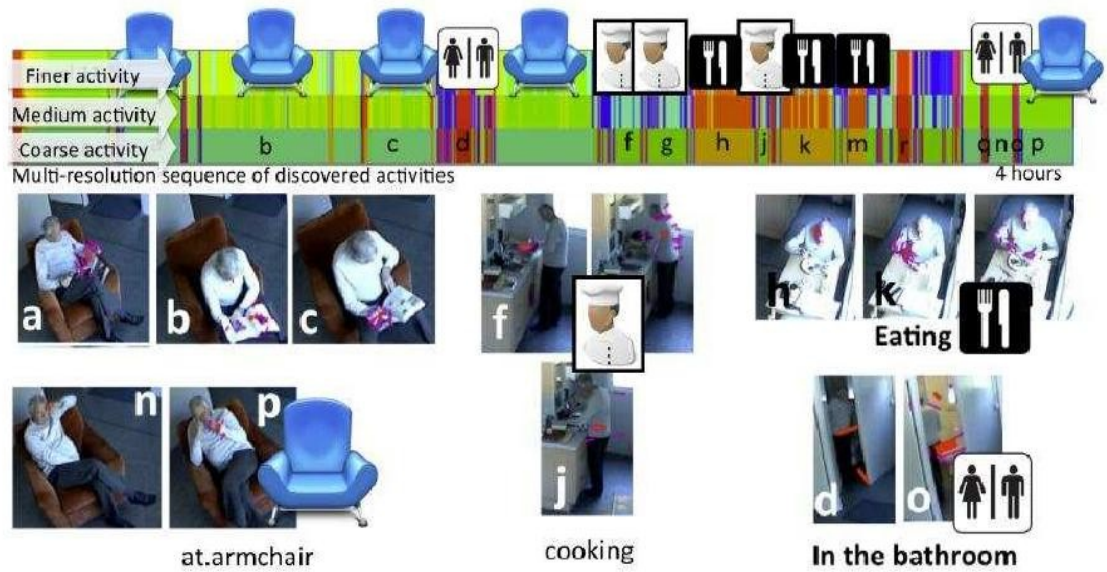 Finer activity
Medium activity
Coarse activity
b c d f g h j k m r o n o p
Multi-resolution sequence of discovered activities
4 hours
a b c f h k
Eating
n p j d o
at.armchair
cooking
In the bathroom